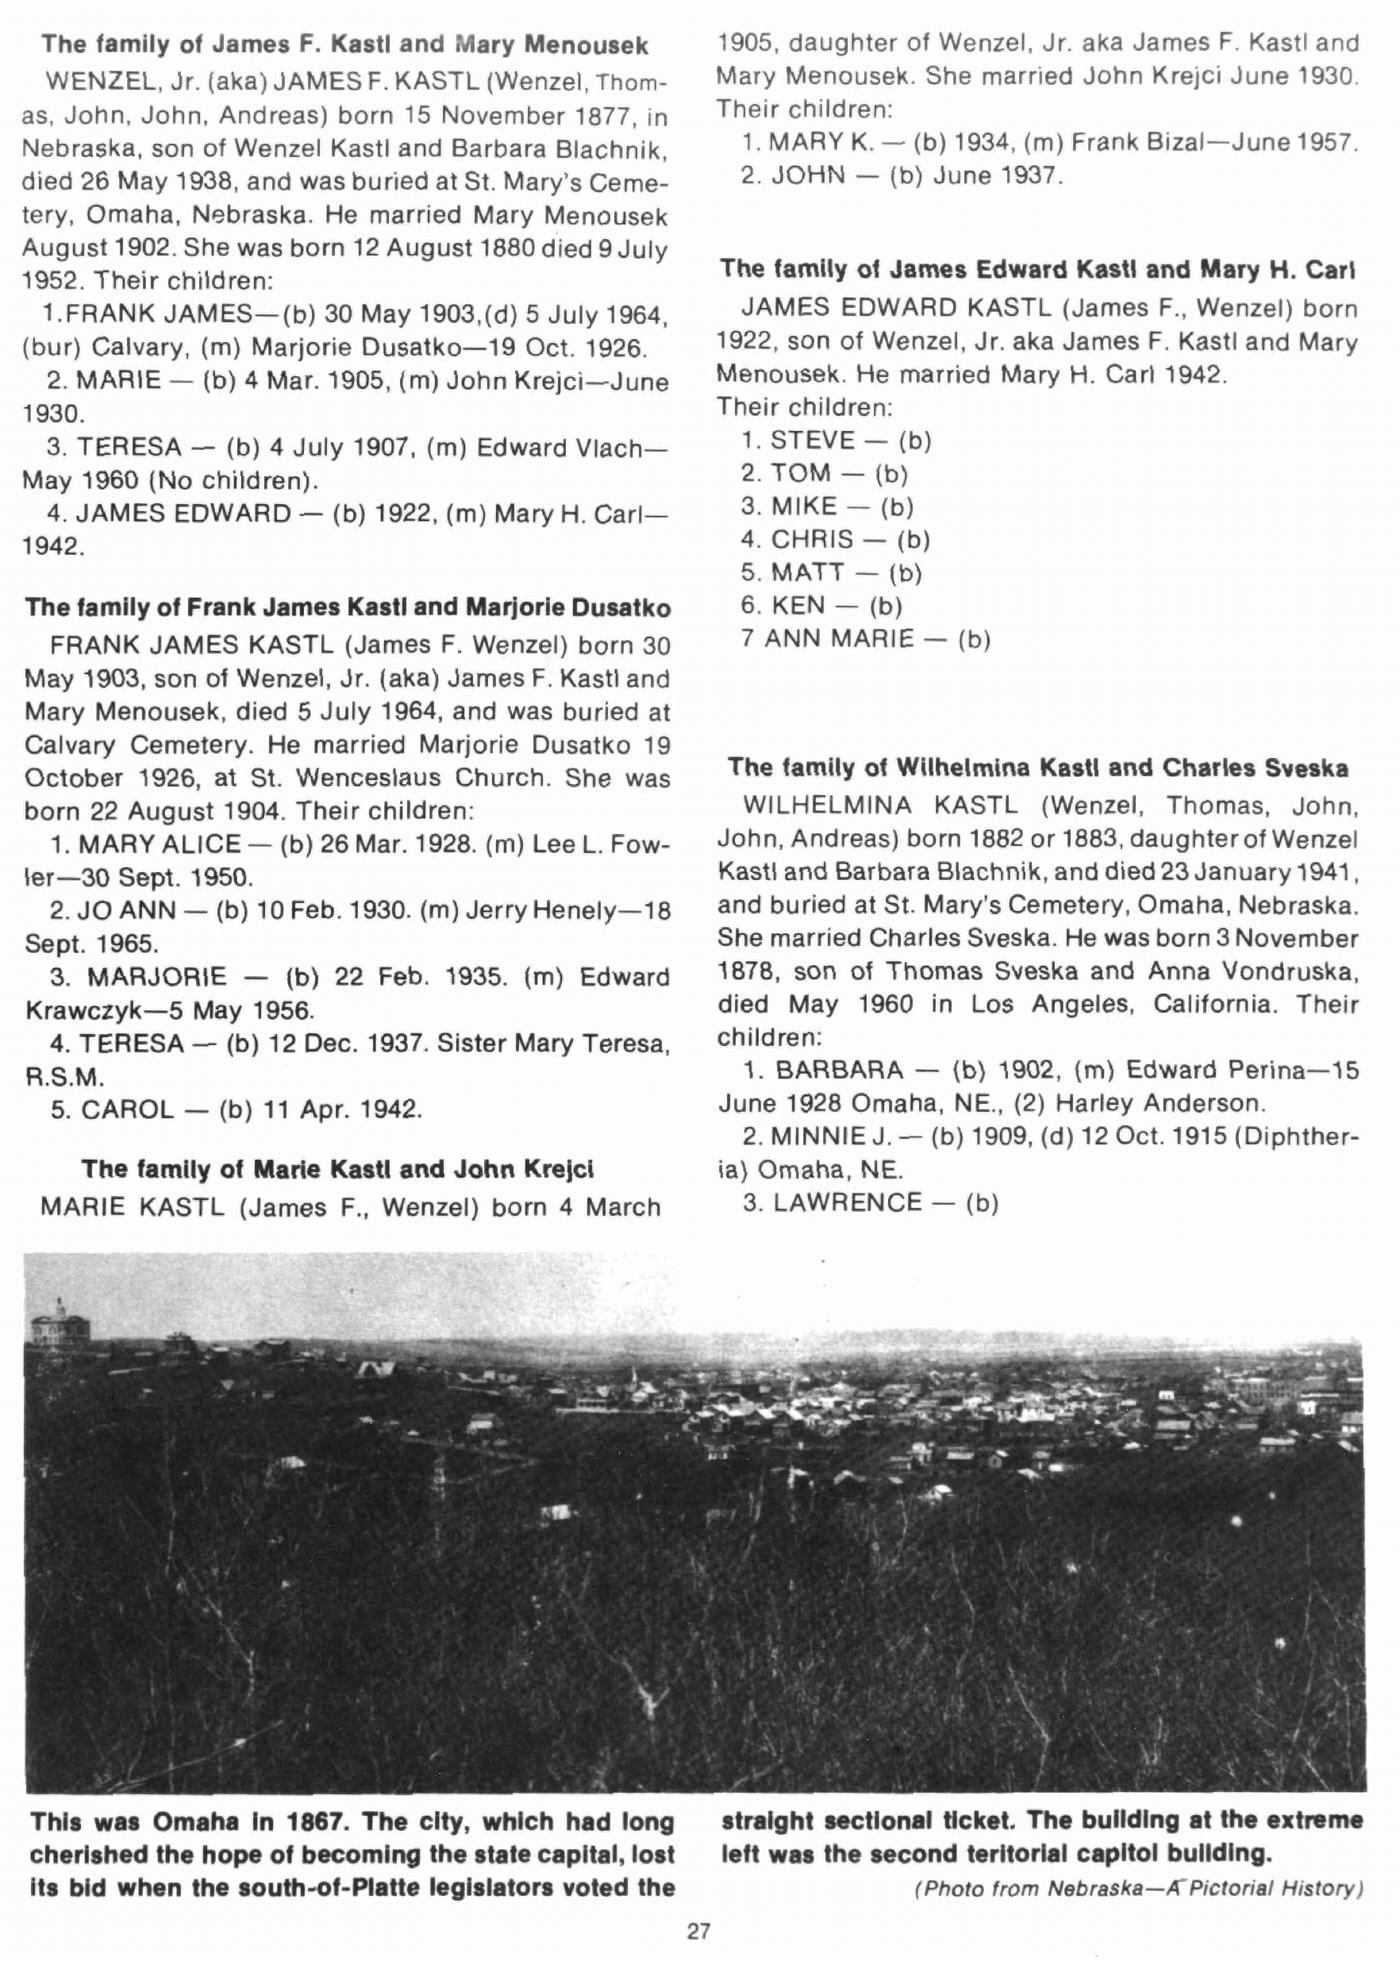 The family of James F. Kastl and Mary Menousek
WENZEL, Jr. (aka) JAMES F. KASTL (Wenzel, Thom-
as, John, John, Andreas) born 15 November 1877, in
Nebraska, son of Wenzel Kastl and Barbara Blachnik,
died 26 May 1938, and was buried at St. Mary's Ceme-
tery, Omaha, Nebraska. He married Mary Menousek
August 1902. She was born 12 August 1880 died 9 July
1952. Their children:
1.FRANK JAMES—(b) 30 May 1903,(d) 5 July 1964,
(bur) Calvary, (m) Marjorie Dusatko—19 Oct. 1926.
2. MARIE — (b) 4 Mar. 1905, (m) John Krejci—June
1930.
3. TERESA — (b) 4 July 1907, (m) Edward Vlach—
May 1960 (No children).
4. JAMES EDWARD — (b) 1922, (m) Mary H. Carl—
1942.
The family of Frank James Kastl and Marjorie Dusatko
FRANK JAMES KASTL (James F. Wenzel) born 30
May 1903, son of Wenzel, Jr. (aka) James F. Kastl and
Mary Menousek, died 5 July 1964, and was buried at
Calvary Cemetery. He married Marjorie Dusatko 19
October 1926, at St. Wenceslaus Church. She was
born 22 August 1904. Their children:
1. MARY ALICE — (b) 26 Mar. 1928. (m) Lee L. Fow-
ler—30 Sept. 1950.
2. JO ANN — (b) 10 Feb. 1930. (m) Jerry Henely—18
Sept. 1965.
3. MARJORIE — (b) 22 Feb. 1935. (m) Edward
Krawczyk—5 May 1956.
4. TERESA — (b) 12 Dec. 1937. Sister Mary Teresa,
R.S.M.
5. CAROL — (b) 11 Apr. 1942.
The family of Marie Kastl and John Krejci
MARIE KASTL (James F., Wenzel) born 4 March
1905, daughter of Wenzel, Jr. aka James F. Kastl and
Mary Menousek. She married John Krejci June 1930.
Their children:
1. MARY K. — (b) 1934, (m) Frank Bizal—June 1957.
2. JOHN — (b) June 1937.
The family of James Edward Kastl and Mary H. Carl
JAMES EDWARD KASTL (James F., Wenzel) born
1922, son of Wenzel, Jr. aka James F. Kastl and Mary
Menousek. He married Mary H. Carl 1942.
Their children:
1. STEVE — (b)
2. TOM — (b)
3. MIKE — (b)
4. CHRIS — (b)
5. MATT — (b)
6. KEN — (b)
7 ANN MARIE — (b)
The family of Wilhelmina Kastl and Charles Sveska
WILHELMINA KASTL (Wenzel, Thomas, John,
John, Andreas) born 1882 or 1883, daughter of Wenzel
Kastl and Barbara Blachnik, and died 23 January 1941,
and buried at St. Mary's Cemetery, Omaha, Nebraska.
She married Charles Sveska. He was born 3 November
1878, son of Thomas Sveska and Anna Vondruska,
died May 1960 in Los Angeles, California. Their
children:
1. BARBARA — (b) 1902, (m) Edward Perina—15
June 1928 Omaha, NE., (2) Harley Anderson.
2. MINNIE J. — (b) 1909, (d) 12 Oct. 1915 (Diphther-
ia) Omaha, NE.
3. LAWRENCE — (b)
This was Omaha in 1867. The city, which had long
cherished the hope of becoming the state capital, lost
its bid when the south-of-Platte legislators voted the
straight sectional ticket. The building at the extreme
left was the second teritorial capitol building.
(Photo from Nebraska—A Pictorial History)
27